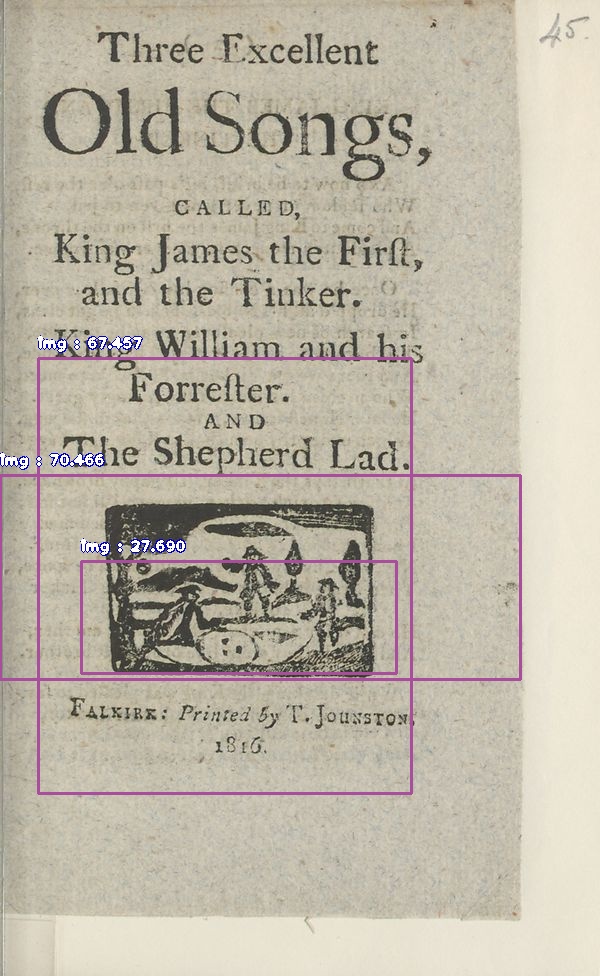 45.
Three Excellent
Old Songs,
CALLED,
King James the Firſt,
and the Tinker.
img : 67.457
King William and his
Forreſter.
AND
The Shepherd Lad.
img : 70.466
img : 27.690
FALKIRK: Printed by T. JOHNSTON,
1816.